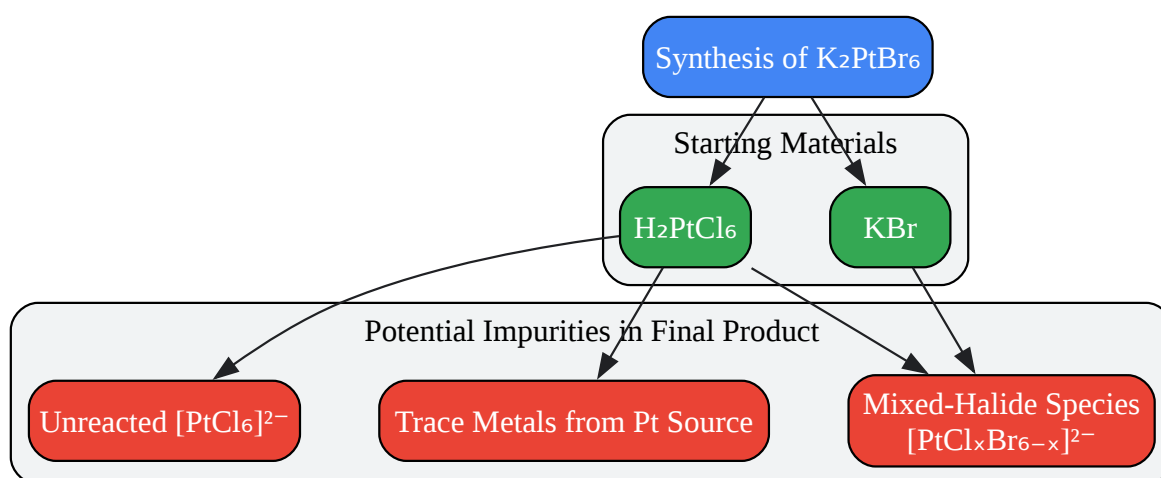 Synthesis of K₂PtBr₆
Starting Materials
H₂PtCl₆
KBr
Potential Impurities in Final Product
Unreacted [PtCl₆]²⁻
Trace Metals from Pt Source
Mixed-Halide Species
[PtClₓBr₆₋ₓ]²⁻